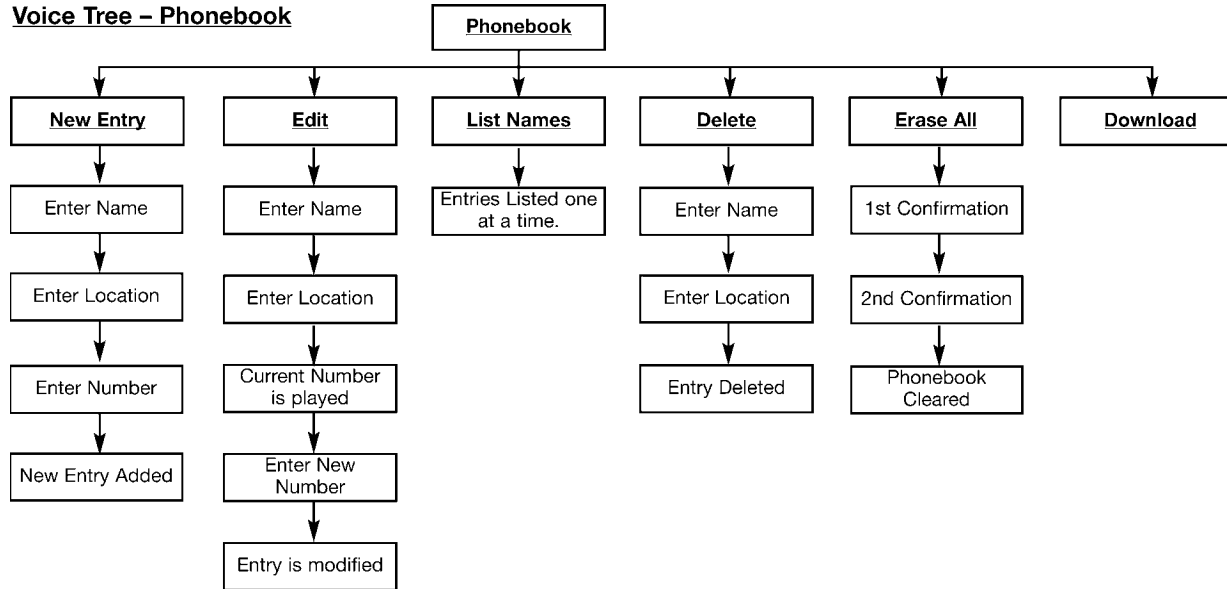 Voice Tree – Phonebook
Phonebook
New Entry
Edit
List Names
Delete
Erase All
Download
Enter Name
Enter Name
Entries Listed one
at a time.
Enter Name
1st Confirmation
Enter Location
Enter Location
Enter Location
2nd Confirmation
Enter Number
Current Number
is played
Entry Deleted
Phonebook
Cleared
New Entry Added
Enter New
Number
Entry is modified